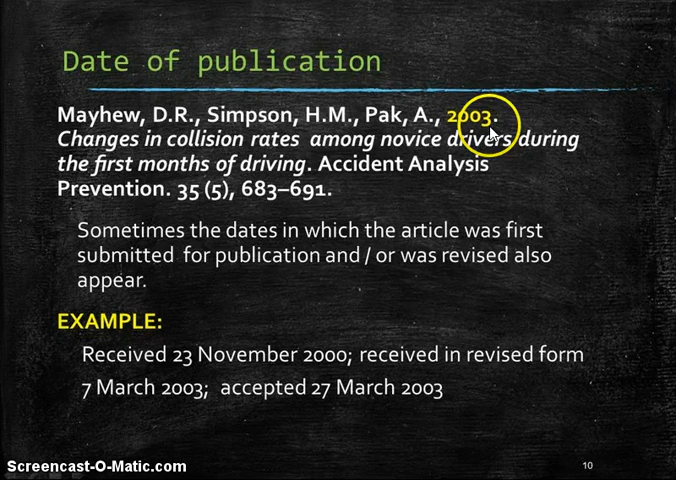 Date of publication
Mayhew, D.R., Simpson, H.M., Pak, A., 2003.
Changes in collision rates among novice drivers during
the first months of driving. Accident Analysis
Prevention. 35 (5), 683–691.
Sometimes the dates in which the article was first
submitted for publication and / or was revised also
appear.
EXAMPLE:
Received 23 November 2000; received in revised form
7 March 2003; accepted 27 March 2003
Screencast-O-Matic.com
10